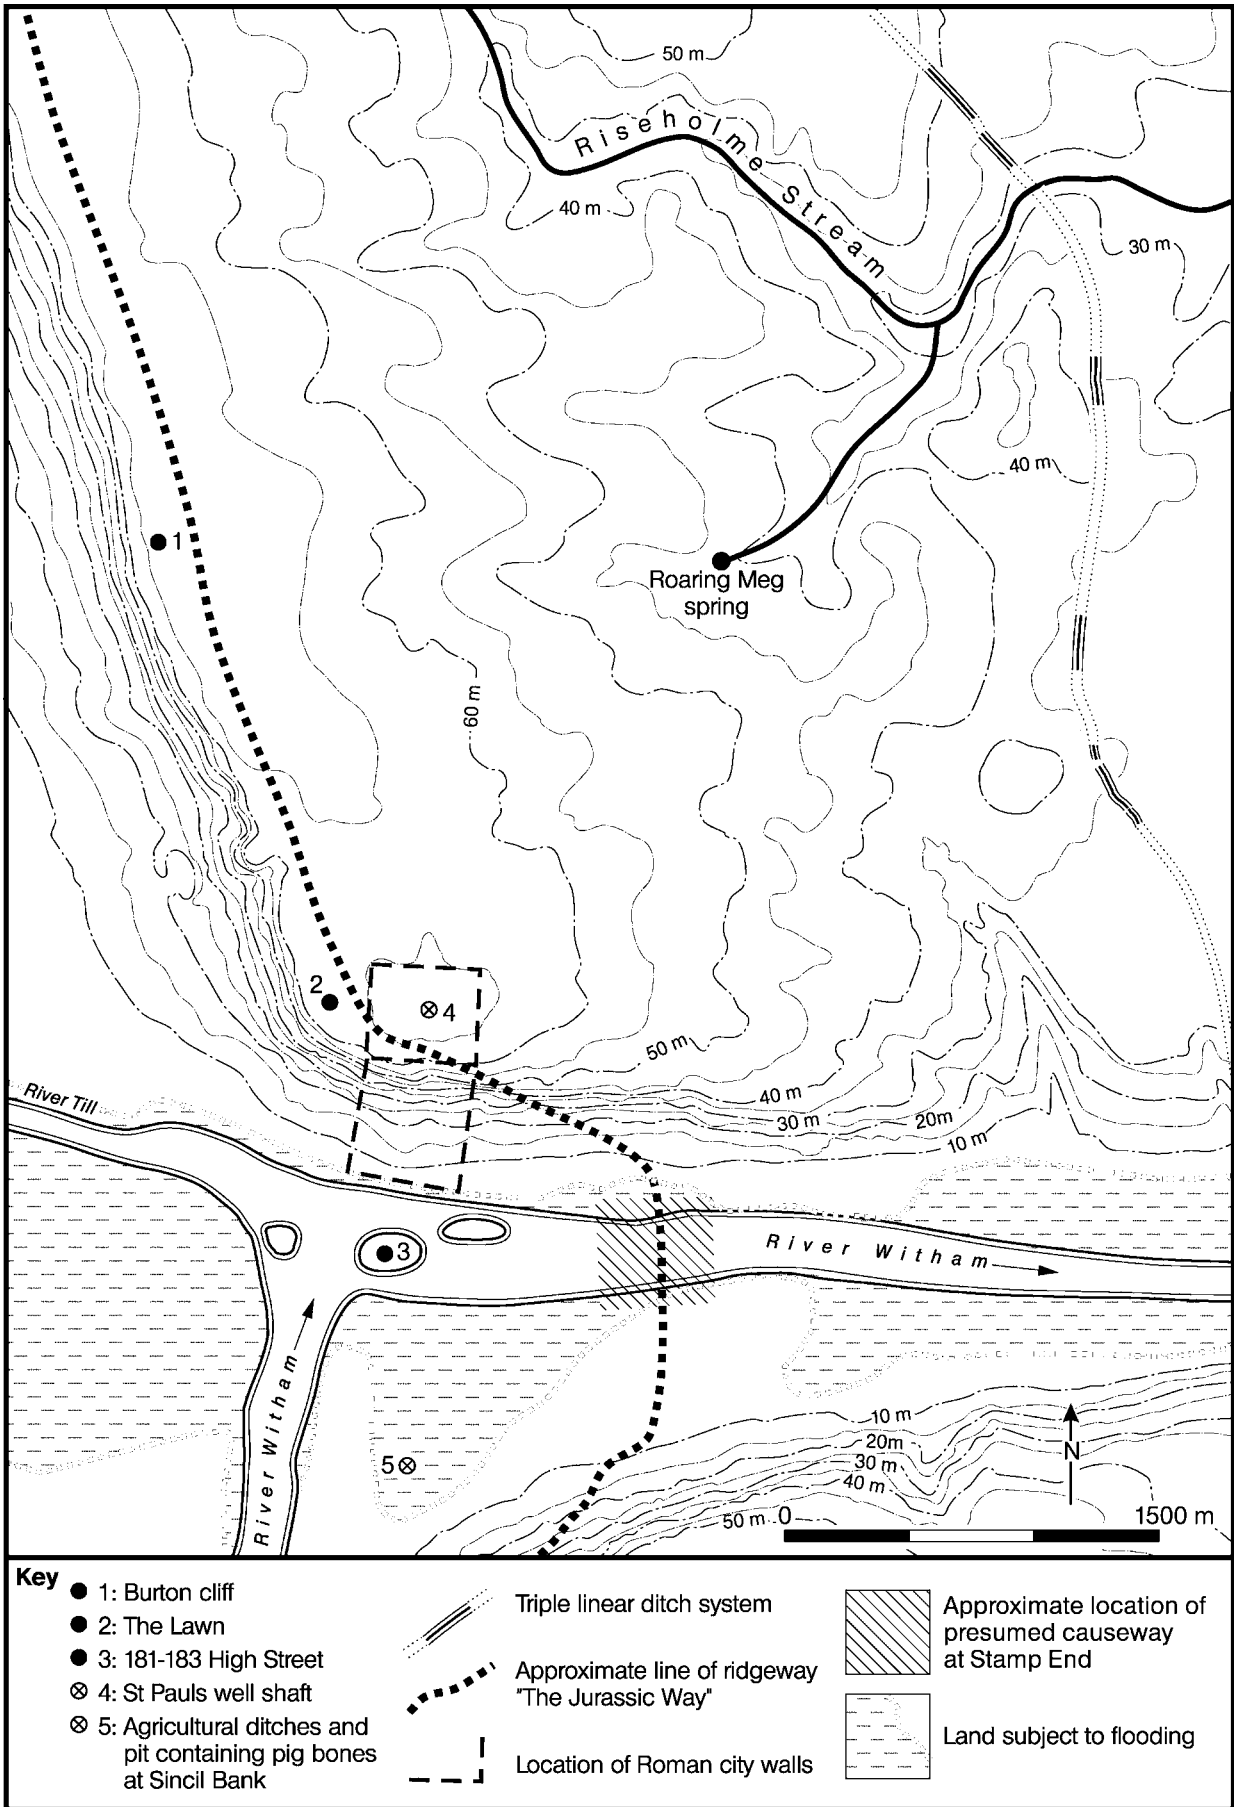 50 m
Riseholme Stream
40 m
30 m
40 m
1
Roaring Meg
spring
60 m
2
4
50 m
River Till
40 m
30 m
20m
10 m
3
River Witham
River Witham
10 m
20m
30 m
40 m
50 m
5
N
0 1500 m
Key
1: Burton cliff
2: The Lawn
3: 181-183 High Street
4: St Pauls well shaft
5: Agricultural ditches and
pit containing pig bones
at Sincil Bank
Triple linear ditch system
Approximate line of ridgeway
"The Jurassic Way"
Location of Roman city walls
Approximate location of
presumed causeway
at Stamp End
Land subject to flooding